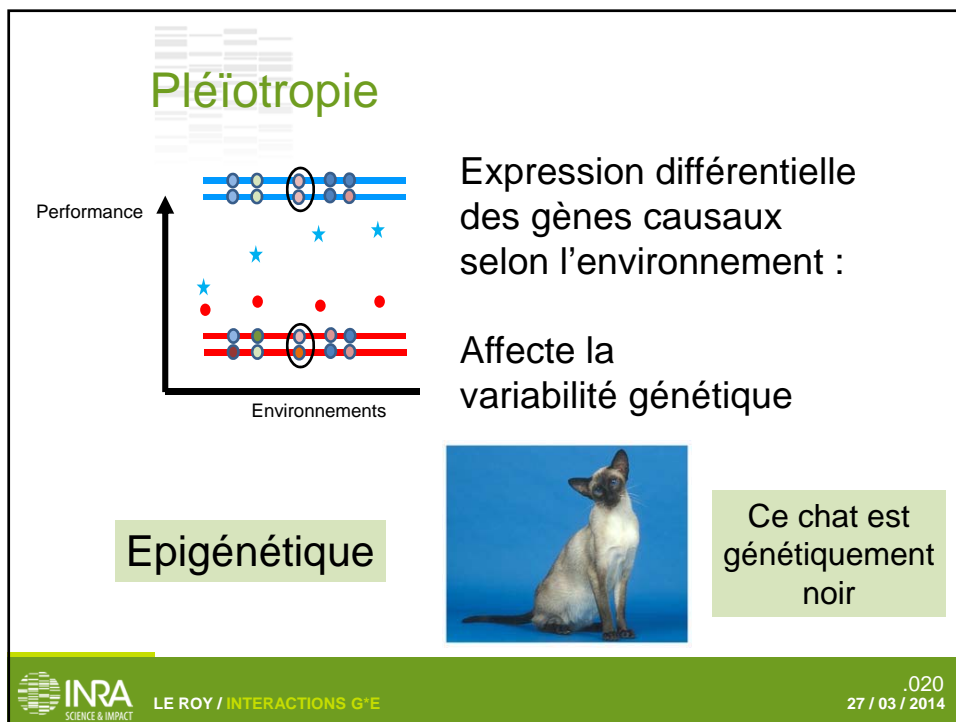 Pléïotropie
Performance
Environnements
Expression différentielle
des gènes causaux
selon l'environnement :
Affecte la
variabilité génétique
Epigénétique
Ce chat est
génétiquement
noir
INRA
SCIENCE & IMPACT
LE ROY / INTERACTIONS G*E
.020
27 / 03 / 2014